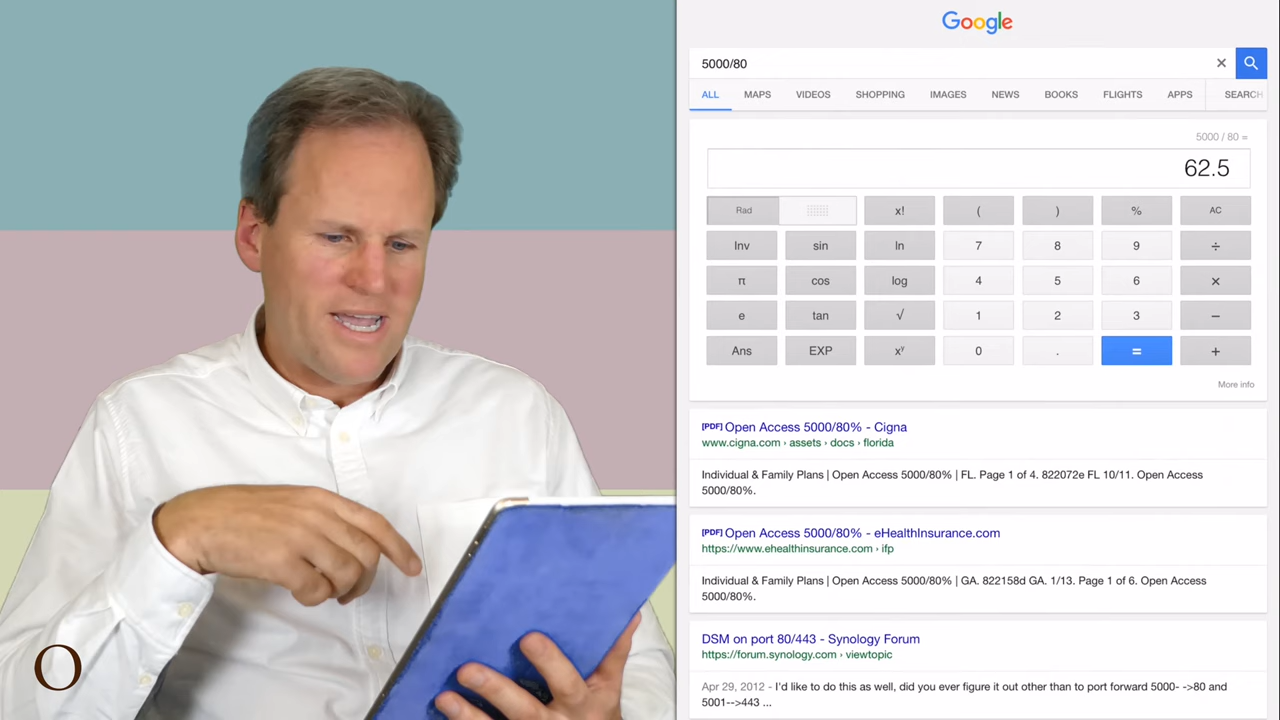 Google
5000/80 ✕
ALL MAPS VIDEOS SHOPPING IMAGES NEWS BOOKS FLIGHTS APPS SEARCH
5000 / 80 =
62.5
Rad x! ( ) % AC
Inv sin ln 7 8 9 ÷
π cos log 4 5 6 ×
e tan √ 1 2 3 −
Ans EXP xʸ 0 . = +
More info
[PDF] Open Access 5000/80% - Cigna
www.cigna.com › assets › docs › florida
Individual & Family Plans | Open Access 5000/80% | FL. Page 1 of 4. 822072e FL 10/11. Open Access
5000/80%.
[PDF] Open Access 5000/80% - eHealthInsurance.com
https://www.ehealthinsurance.com › ifp
Individual & Family Plans | Open Access 5000/80% | GA. 822158d GA. 1/13. Page 1 of 6. Open Access
5000/80%.
DSM on port 80/443 - Synology Forum
https://forum.synology.com › viewtopic
Apr 29, 2012 - I'd like to do this as well, did you ever figure it out other than to port forward 5000- ->80 and
5001-->443 ...
O